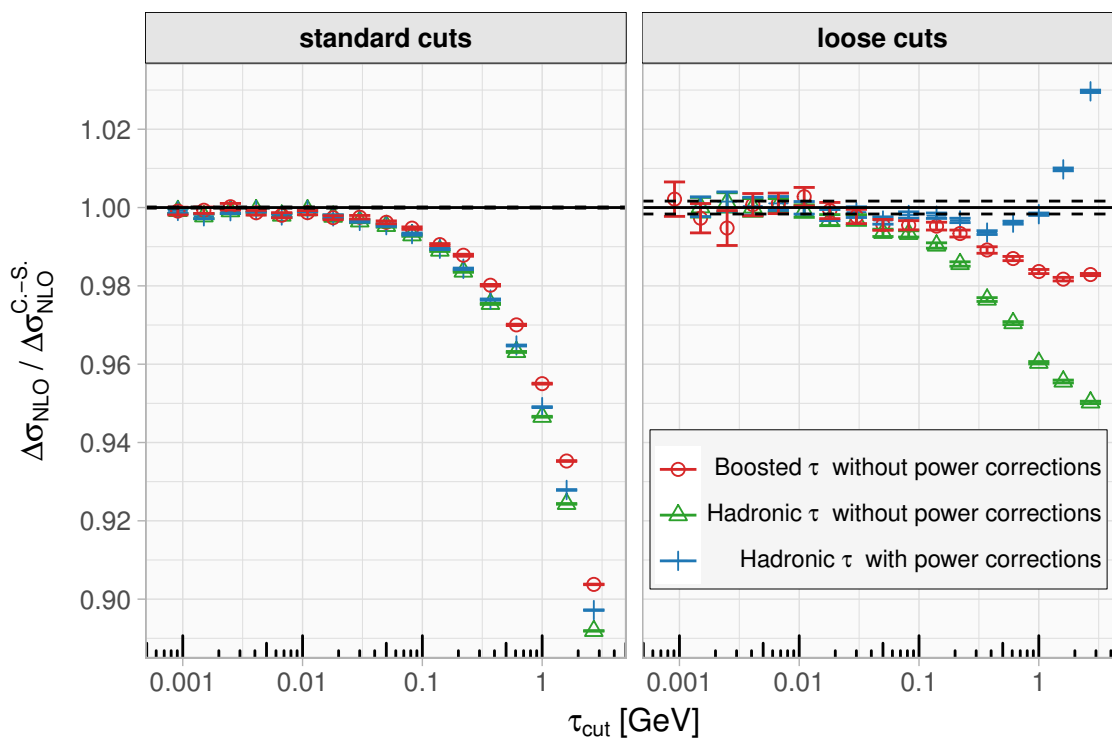 standard cuts
loose cuts
1.02
1.00
0.98
0.96
0.94
0.92
0.90
Δσ_NLO / Δσ_NLO^C.−S.
Boosted τ without power corrections
Hadronic τ without power corrections
Hadronic τ with power corrections
0.001 0.01 0.1 1
0.001 0.01 0.1 1
τ_cut [GeV]